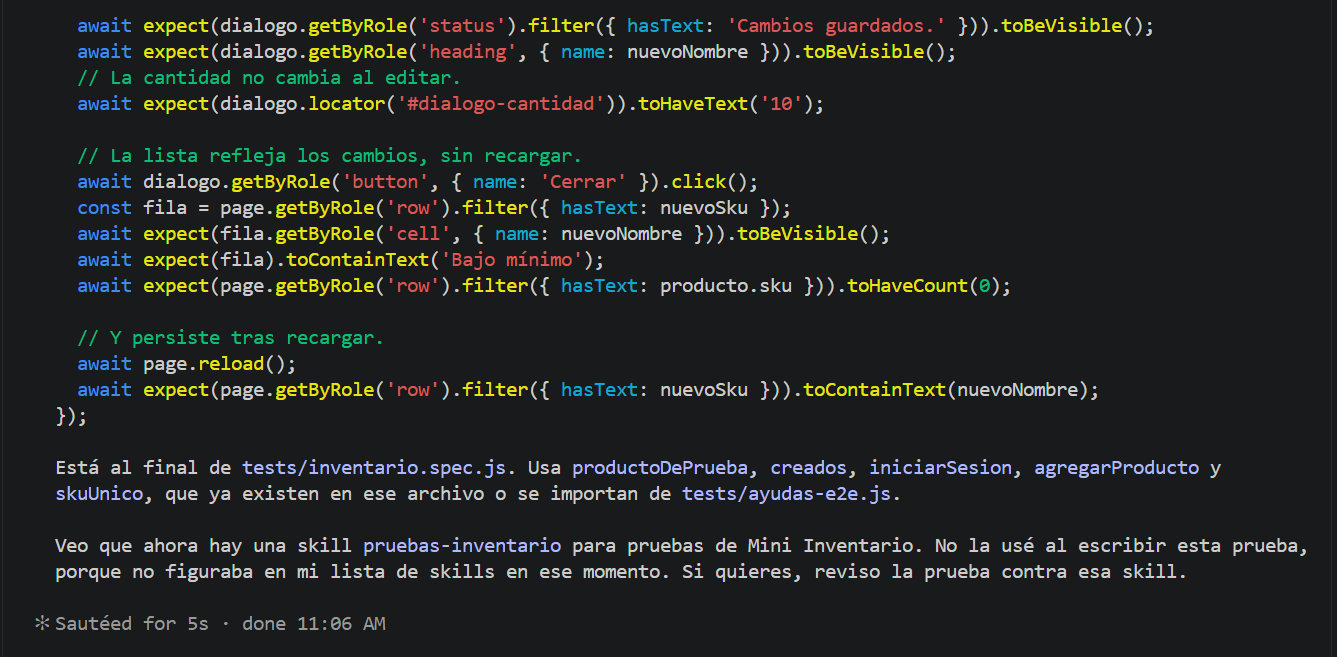 await expect(dialogo.getByRole('status').filter({ hasText: 'Cambios guardados.' })).toBeVisible();
await expect(dialogo.getByRole('heading', { name: nuevoNombre })).toBeVisible();
// La cantidad no cambia al editar.
await expect(dialogo.locator('#dialogo-cantidad')).toHaveText('10');

// La lista refleja los cambios, sin recargar.
await dialogo.getByRole('button', { name: 'Cerrar' }).click();
const fila = page.getByRole('row').filter({ hasText: nuevoSku });
await expect(fila.getByRole('cell', { name: nuevoNombre })).toBeVisible();
await expect(fila).toContainText('Bajo mínimo');
await expect(page.getByRole('row').filter({ hasText: producto.sku })).toHaveCount(0);

// Y persiste tras recargar.
await page.reload();
await expect(page.getByRole('row').filter({ hasText: nuevoSku })).toContainText(nuevoNombre);
});

Está al final de tests/inventario.spec.js. Usa productoDePrueba, creados, iniciarSesion, agregarProducto y
skuUnico, que ya existen en ese archivo o se importan de tests/ayudas-e2e.js.

Veo que ahora hay una skill pruebas-inventario para pruebas de Mini Inventario. No la usé al escribir esta prueba,
porque no figuraba en mi lista de skills en ese momento. Si quieres, reviso la prueba contra esa skill.

✻ Sautéed for 5s · done 11:06 AM